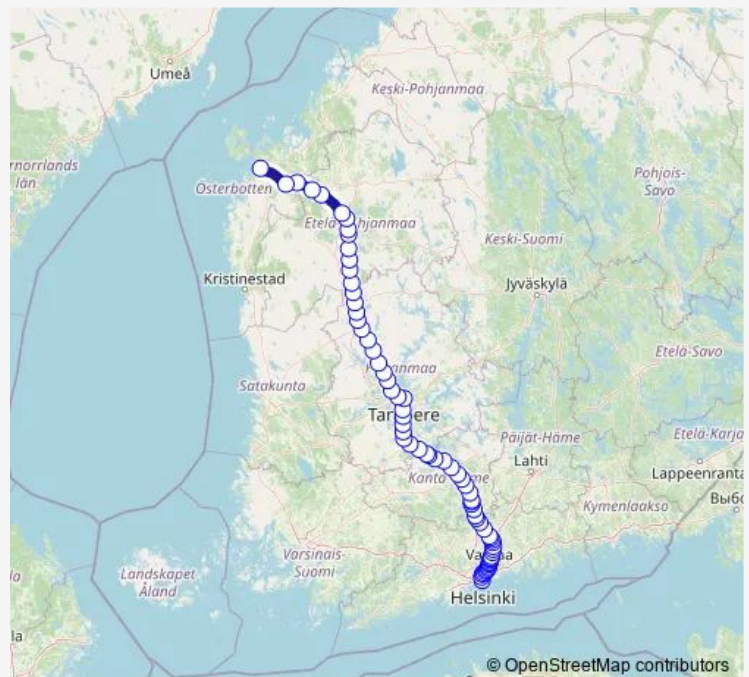 Umeå
Keski-Pohjanmaa
rnorrlands
län
Österbotten
Pohjois-
Savo
Etelä-Pohjanmaa
Keski-Suomi
Kristinestad
Jyväskylä
Etelä-Savo
Satakunta
Tampere
Päijät-Häme
Etelä-Karja
Lahti
Lappeenranta
Kanta-Häme
Выбо
Kymenlaakso
Varsinais-
Suomi
Landskapet
Åland
Helsinki
la
© OpenStreetMap contributors